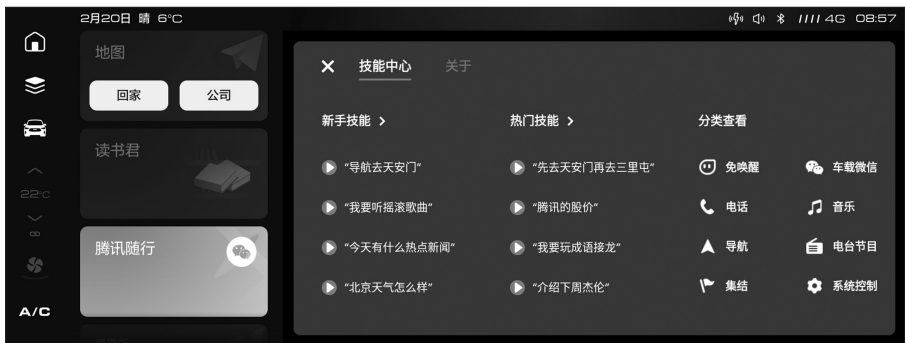 2月20日 晴 6°C
4G 08:57
地图
回家 公司
读书君
22°C
腾讯随行
A/C
技能中心 关于
新手技能
“导航去天安门”
“我要听摇滚歌曲”
“今天有什么热点新闻”
“北京天气怎么样”
热门技能
“先去天安门再去三里屯”
“腾讯的股价”
“我要玩成语接龙”
“介绍下周杰伦”
分类查看
免唤醒 车载微信
电话 音乐
导航 电台节目
集结 系统控制